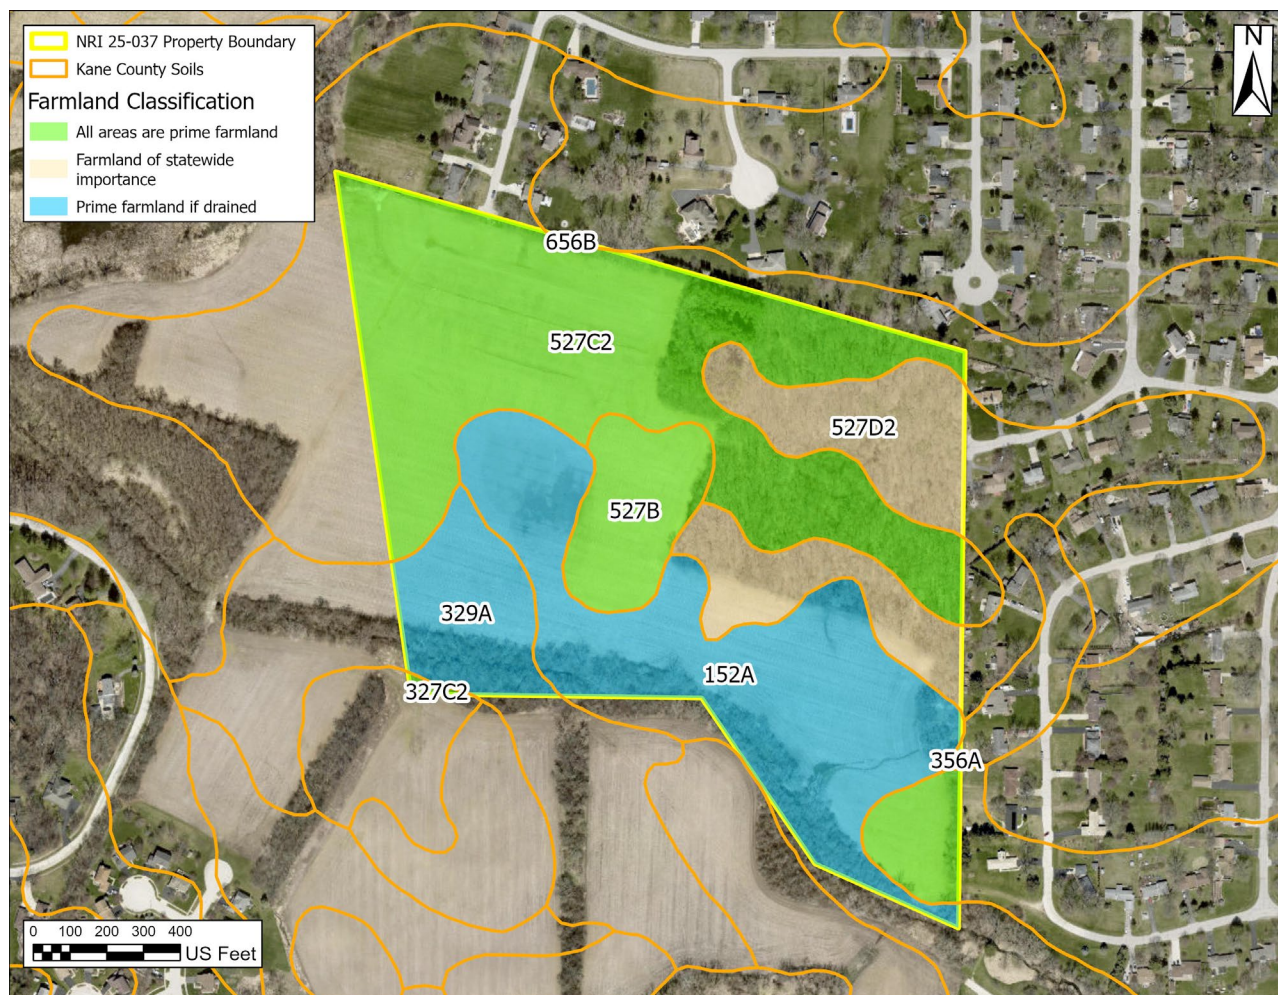 NRI 25-037 Property Boundary
Kane County Soils
Farmland Classification
All areas are prime farmland
Farmland of statewide
importance
Prime farmland if drained
N
656B
527C2
527D2
527B
329A
152A
327C2
356A
0 100 200 300 400
US Feet